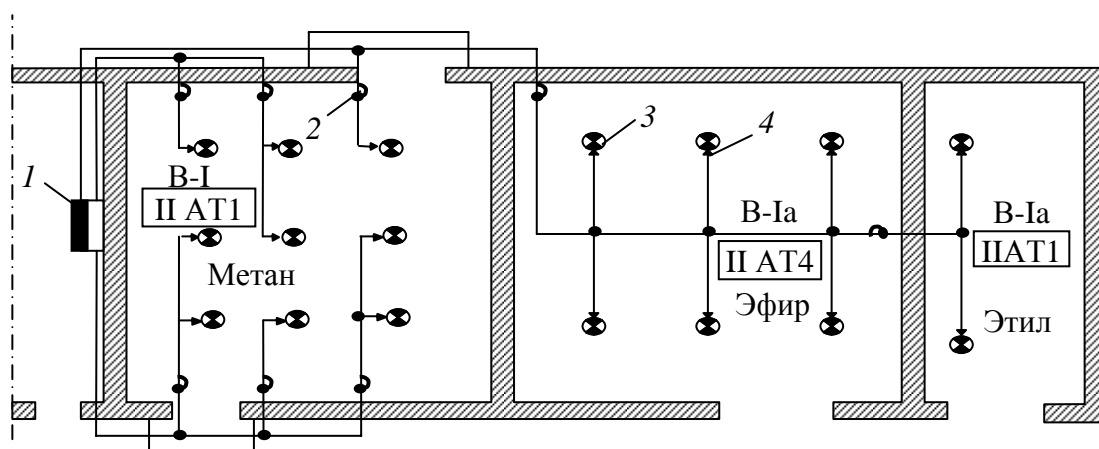 1
2
3
4
В-I
II АТ1
Метан
В-Iа
II АТ4
Эфир
В-Iа
IIАТ1
Этил